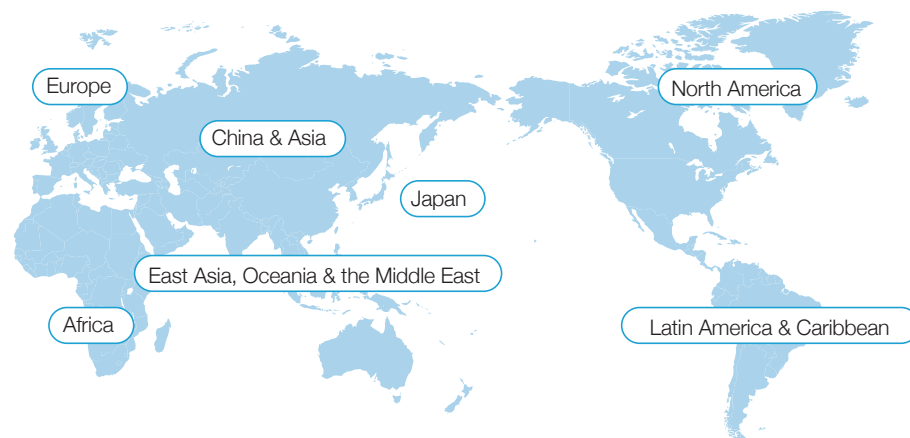 Europe
North America
China & Asia
Japan
East Asia, Oceania & the Middle East
Africa
Latin America & Caribbean